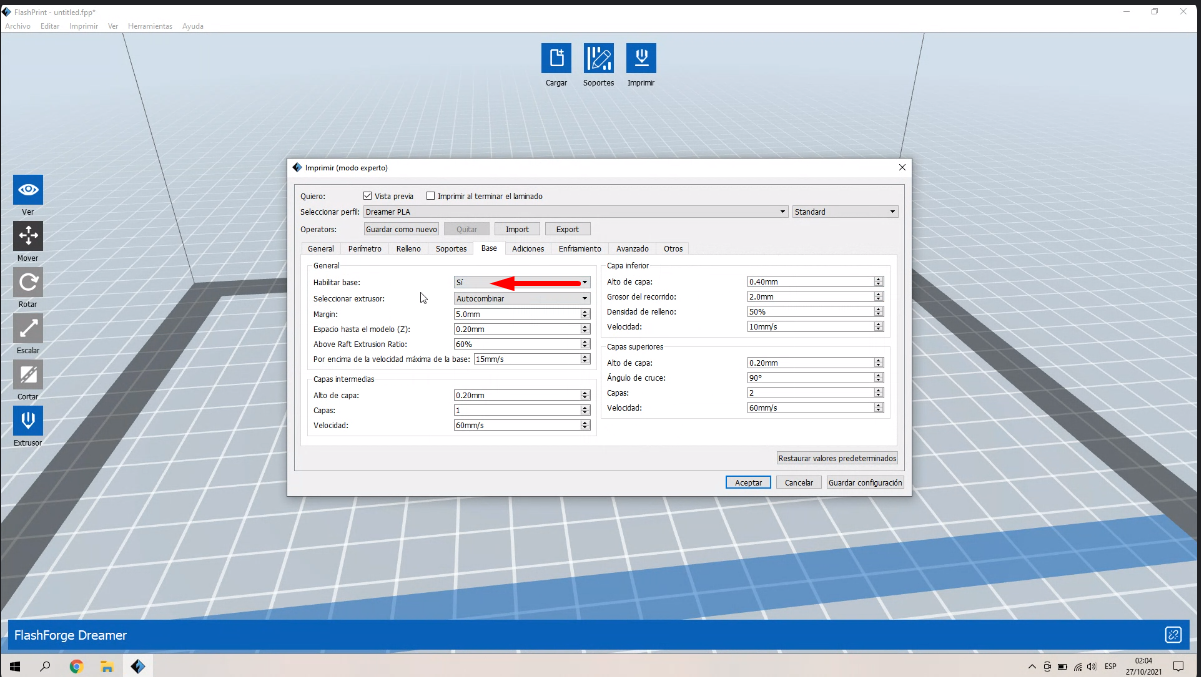 FlashPrint - untitled.fpp*
Archivo Editar Imprimir Ver Herramientas Ayuda
Cargar Soportes Imprimir
Ver
Mover
Rotar
Escalar
Cortar
Extrusor
Imprimir (modo experto)
Quiero: Vista previa Imprimir al terminar el laminado
Seleccionar perfil: Dreamer PLA Standard
Operators: Guardar como nuevo Quitar Import Export
General Perímetro Relleno Soportes Base Adiciones Enfriamiento Avanzado Otros
General
Habilitar base: Sí
Seleccionar extrusor: Autocombinar
Margin: 5.0mm
Espacio hasta el modelo (Z): 0.20mm
Above Raft Extrusion Ratio: 60%
Por encima de la velocidad máxima de la base: 15mm/s
Capas intermedias
Alto de capa: 0.20mm
Capas: 1
Velocidad: 60mm/s
Capa inferior
Alto de capa: 0.40mm
Grosor del recorrido: 2.0mm
Densidad de relleno: 50%
Velocidad: 10mm/s
Capas superiores
Alto de capa: 0.20mm
Ángulo de cruce: 90°
Capas: 2
Velocidad: 60mm/s
Restaurar valores predeterminados
Aceptar Cancelar Guardar configuración
FlashForge Dreamer
ESP
02:04
27/10/2021